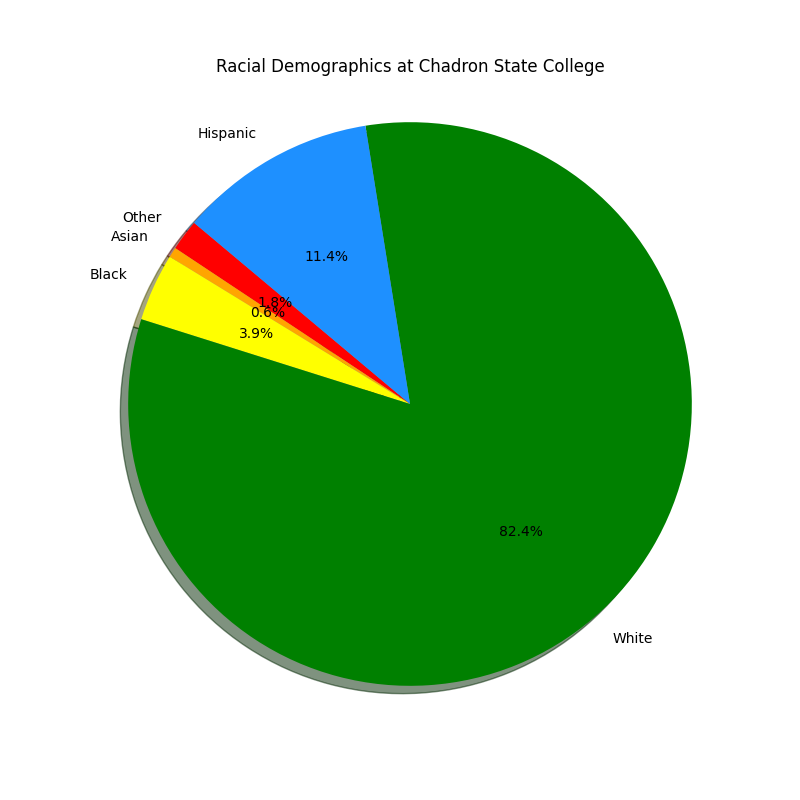 Racial Demographics at Chadron State College
Hispanic
Other
Asian
Black
11.4%
1.8%
0.6%
3.9%
82.4%
White